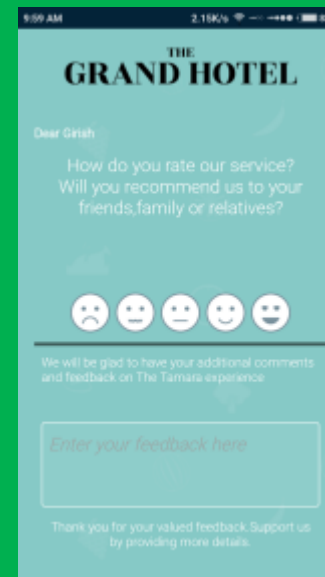 9:59 AM 2.15K/s
THE
GRAND HOTEL
Dear Girish
How do you rate our service?
Will you recommend us to your
friends,family or relatives?
We will be glad to have your additional comments
and feedback on The Tamara experience
Enter your feedback here
Thank you for your valued feedback.Support us
by providing more details.